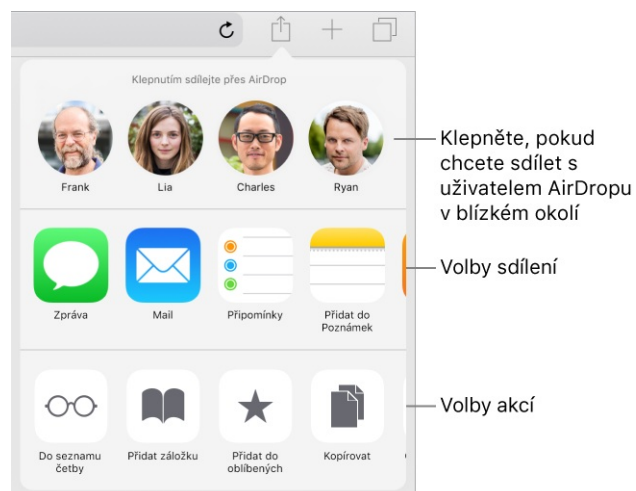 Klepnutím sdílejte přes AirDrop
Frank
Lia
Charles
Ryan
Klepněte, pokud
chcete sdílet s
uživatelem AirDropu
v blízkém okolí
Zpráva
Mail
Připomínky
Přidat do
Poznámek
Volby sdílení
Do seznamu
četby
Přidat záložku
Přidat do
oblíbených
Kopírovat
Volby akcí